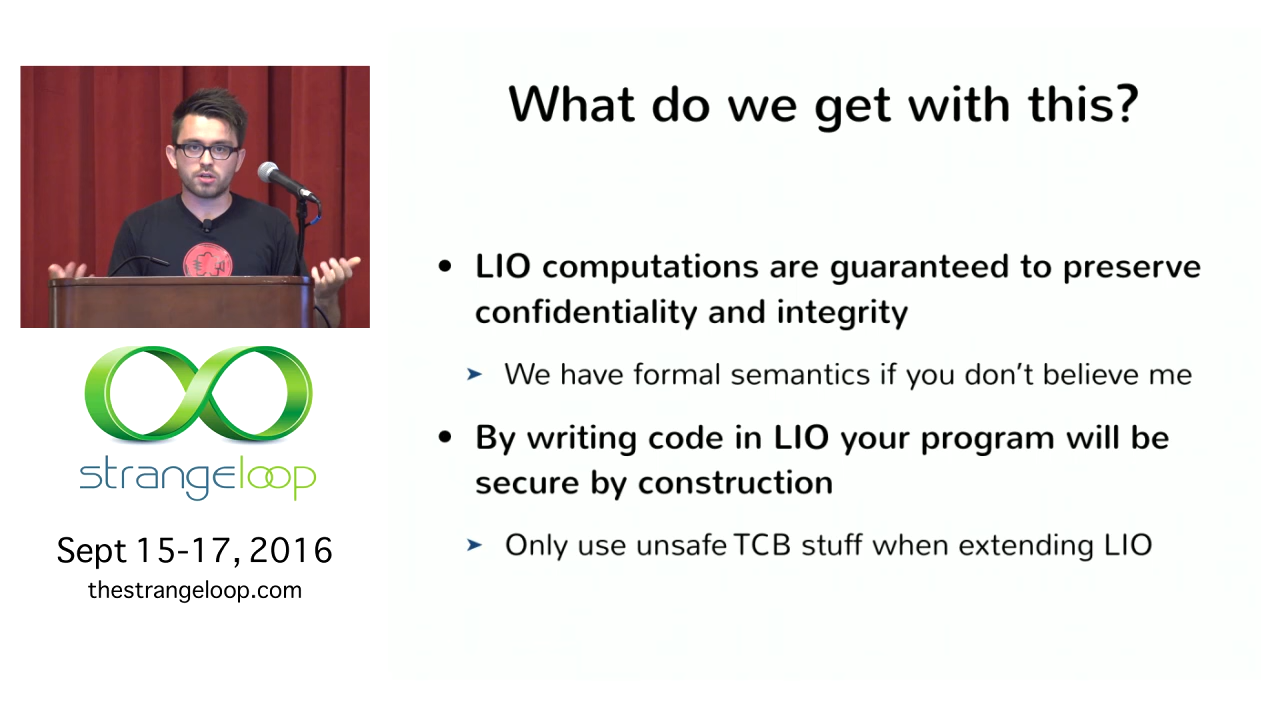 What do we get with this?
• LIO computations are guaranteed to preserve
confidentiality and integrity
➤ We have formal semantics if you don't believe me
• By writing code in LIO your program will be
secure by construction
➤ Only use unsafe TCB stuff when extending LIO
strangeloop
Sept 15-17, 2016
thestrangeloop.com